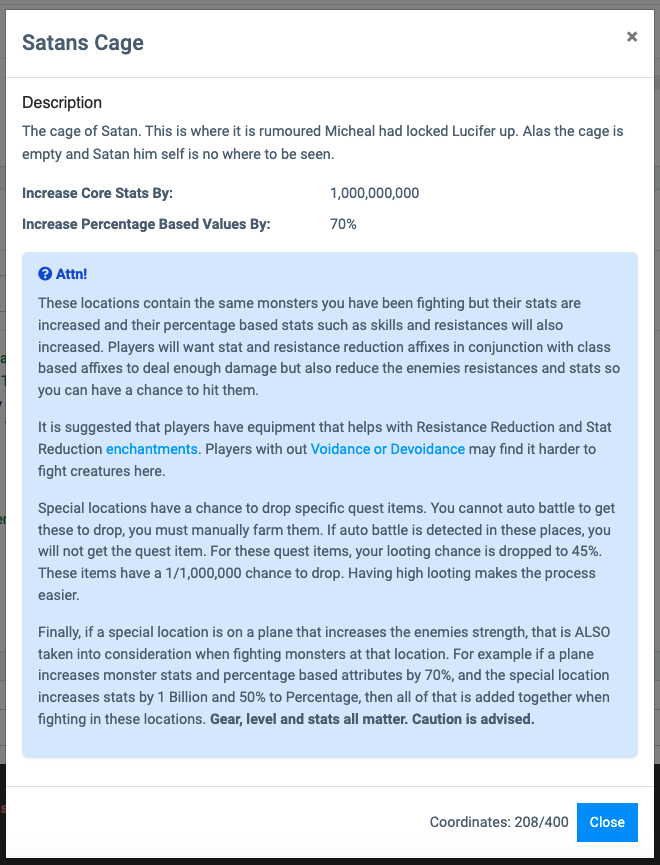 Satans Cage
×
Description
The cage of Satan. This is where it is rumoured Micheal had locked Lucifer up. Alas the cage is
empty and Satan him self is no where to be seen.
Increase Core Stats By: 1,000,000,000
Increase Percentage Based Values By: 70%
Attn!
These locations contain the same monsters you have been fighting but their stats are
increased and their percentage based stats such as skills and resistances will also
increased. Players will want stat and resistance reduction affixes in conjunction with class
based affixes to deal enough damage but also reduce the enemies resistances and stats so
you can have a chance to hit them.
It is suggested that players have equipment that helps with Resistance Reduction and Stat
Reduction enchantments. Players with out Voidance or Devoidance may find it harder to
fight creatures here.
Special locations have a chance to drop specific quest items. You cannot auto battle to get
these to drop, you must manually farm them. If auto battle is detected in these places, you
will not get the quest item. For these quest items, your looting chance is dropped to 45%.
These items have a 1/1,000,000 chance to drop. Having high looting makes the process
easier.
Finally, if a special location is on a plane that increases the enemies strength, that is ALSO
taken into consideration when fighting monsters at that location. For example if a plane
increases monster stats and percentage based attributes by 70%, and the special location
increases stats by 1 Billion and 50% to Percentage, then all of that is added together when
fighting in these locations. Gear, level and stats all matter. Caution is advised.
Coordinates: 208/400 Close